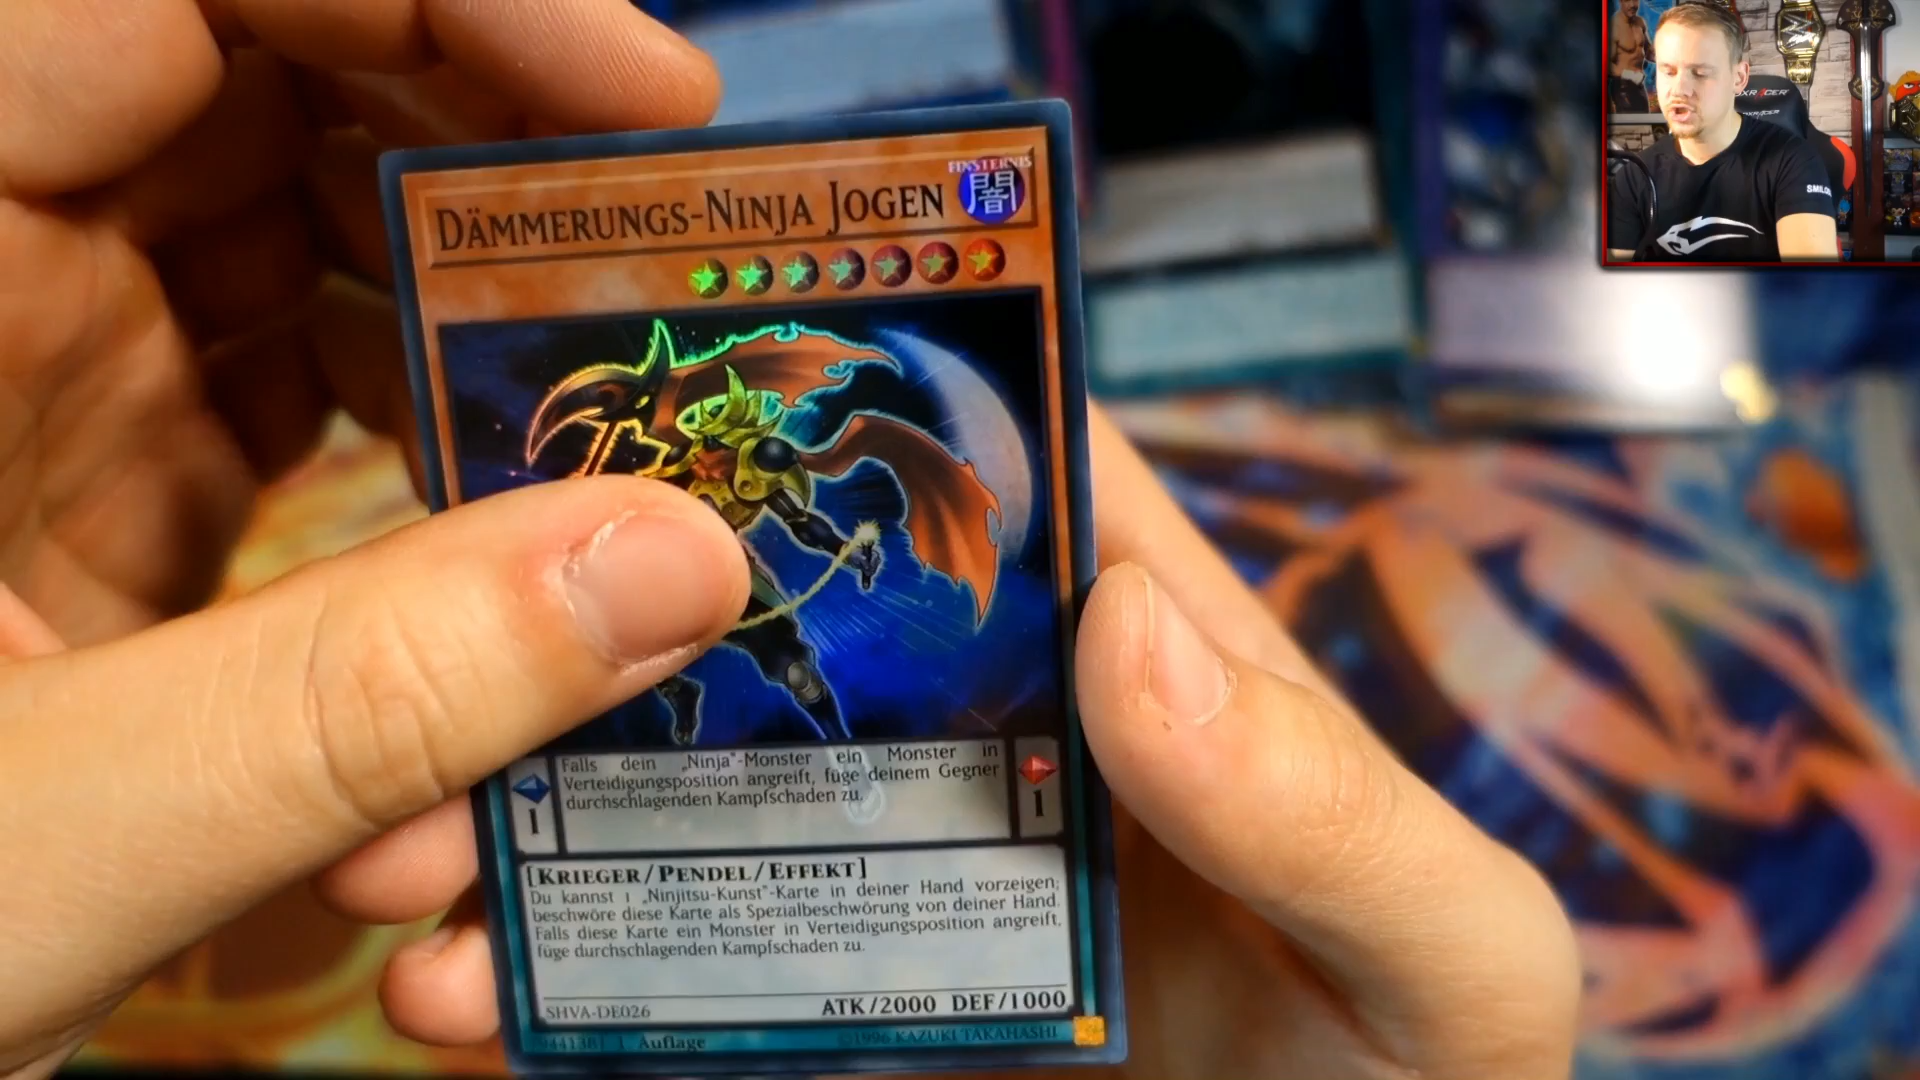 FINSTERNIS
DÄMMERUNGS-NINJA JOGEN
闇
Falls dein „Ninja"-Monster ein Monster in
Verteidigungsposition angreift, füge deinem Gegner
durchschlagenden Kampfschaden zu.
1
1
[KRIEGER/PENDEL/EFFEKT]
Du kannst 1 „Ninjitsu-Kunst"-Karte in deiner Hand vorzeigen;
beschwöre diese Karte als Spezialbeschwörung von deiner Hand.
Falls diese Karte ein Monster in Verteidigungsposition angreift,
füge durchschlagenden Kampfschaden zu.
ATK/2000 DEF/1000
SHVA-DE026
1. Auflage
©1996 KAZUKI TAKAHASHI